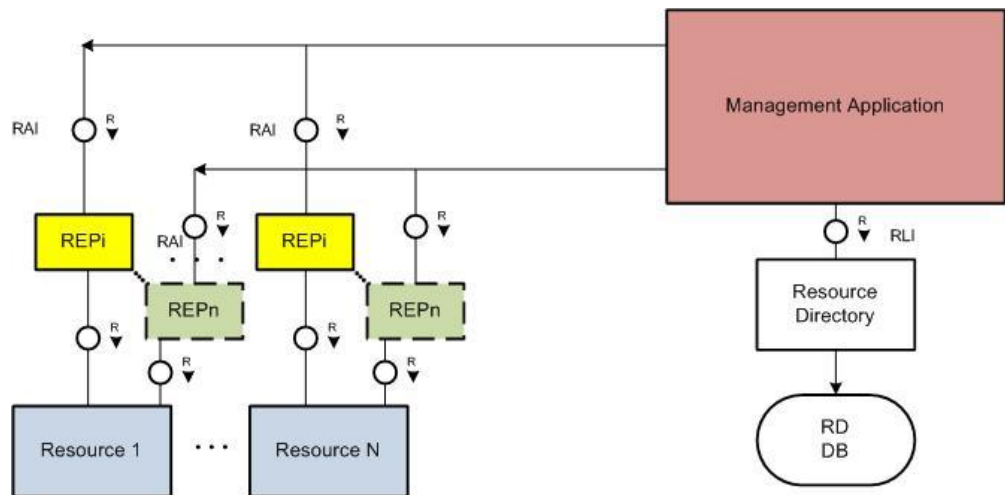 Management Application
RAI
R
RAI
R
REPi
R
RAI
REPi
R
R
RLI
. . .
REPn
REPn
Resource
Directory
R
R
R
R
Resource 1
...
Resource N
RD
DB